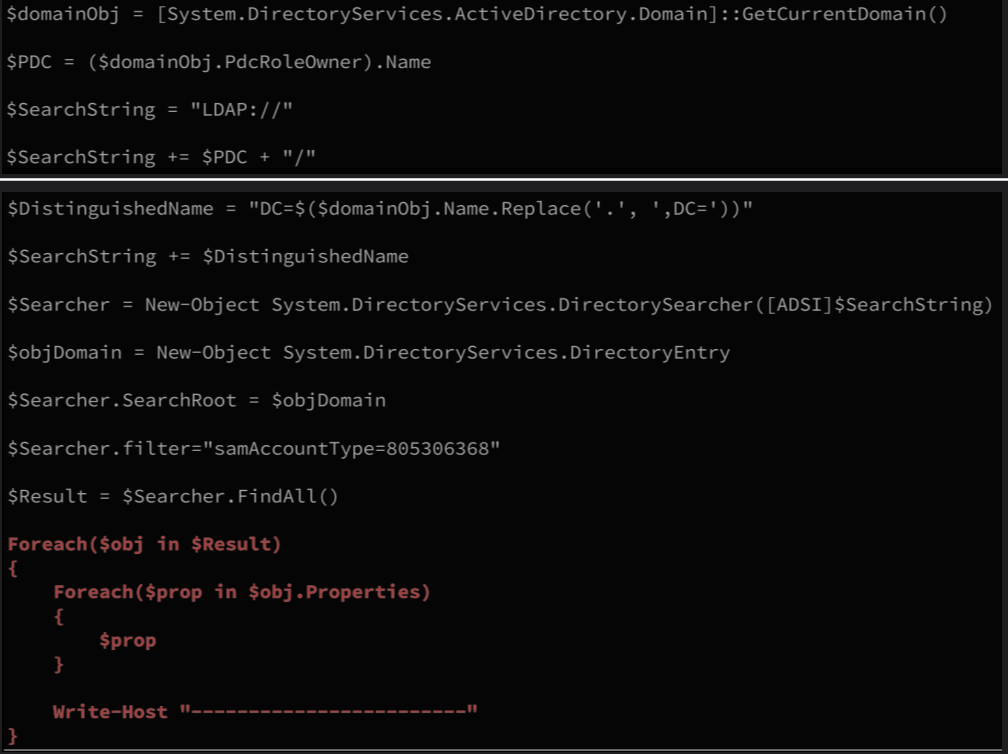 $domainObj = [System.DirectoryServices.ActiveDirectory.Domain]::GetCurrentDomain()
$PDC = ($domainObj.PdcRoleOwner).Name
$SearchString = "LDAP://"
$SearchString += $PDC + "/"
$DistinguishedName = "DC=$($domainObj.Name.Replace('.', ',DC='))"
$SearchString += $DistinguishedName
$Searcher = New-Object System.DirectoryServices.DirectorySearcher([ADSI]$SearchString)
$objDomain = New-Object System.DirectoryServices.DirectoryEntry
$Searcher.SearchRoot = $objDomain
$Searcher.filter="samAccountType=805306368"
$Result = $Searcher.FindAll()
Foreach($obj in $Result)
{
    Foreach($prop in $obj.Properties)
    {
        $prop
    }
    Write-Host "------------------------"
}